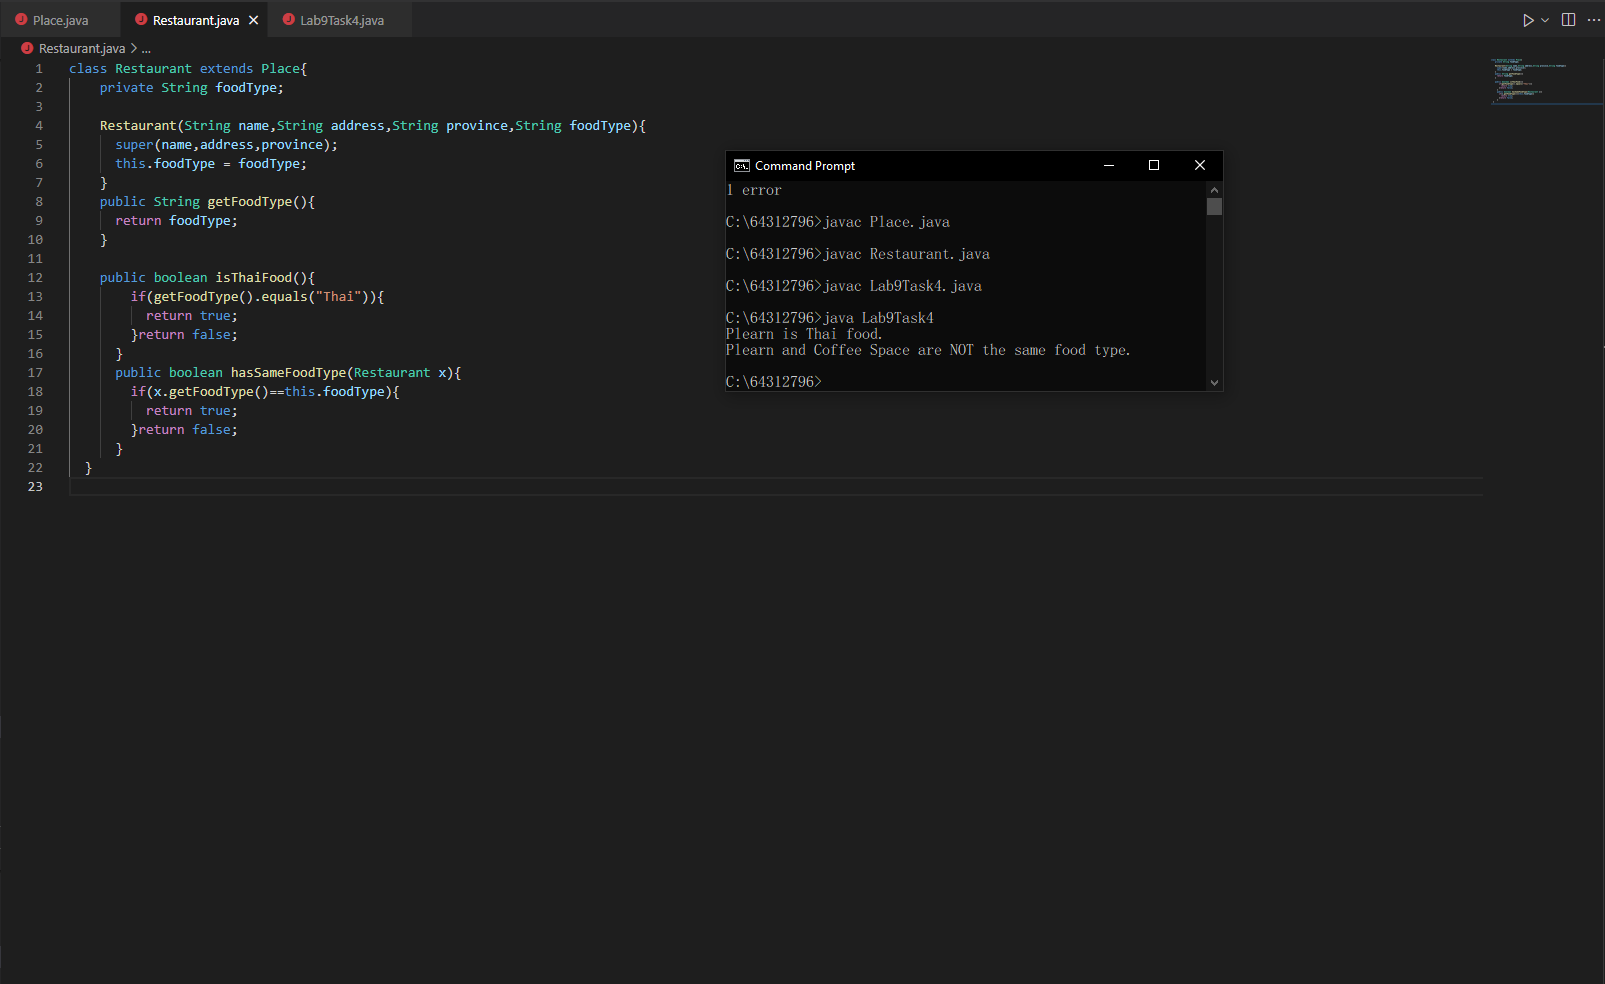 Place.java Restaurant.java Lab9Task4.java
Restaurant.java > ...
1 class Restaurant extends Place{
2 private String foodType;
3
4 Restaurant(String name,String address,String province,String foodType){
5 super(name,address,province);
6 this.foodType = foodType;
7 }
8 public String getFoodType(){
9 return foodType;
10 }
11
12 public boolean isThaiFood(){
13 if(getFoodType().equals("Thai")){
14 return true;
15 }return false;
16 }
17 public boolean hasSameFoodType(Restaurant x){
18 if(x.getFoodType()==this.foodType){
19 return true;
20 }return false;
21 }
22 }
23
Command Prompt
1 error
C:\64312796>javac Place.java
C:\64312796>javac Restaurant.java
C:\64312796>javac Lab9Task4.java
C:\64312796>java Lab9Task4
Plearn is Thai food.
Plearn and Coffee Space are NOT the same food type.
C:\64312796>